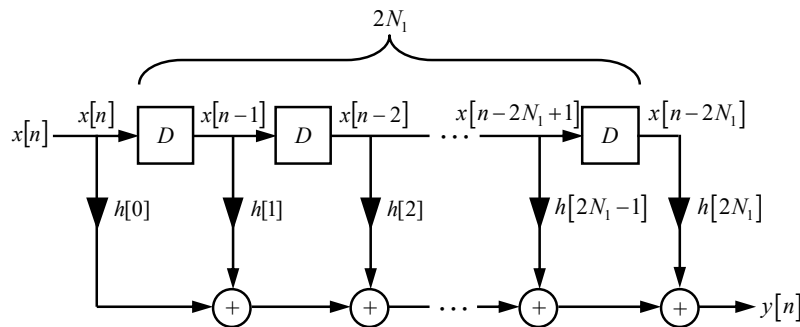 2N₁
x[n] x[n] D x[n−1] D x[n−2] ... x[n−2N₁+1] D x[n−2N₁]
h[0] h[1] h[2] h[2N₁−1] h[2N₁]
+ + ... + + y[n]